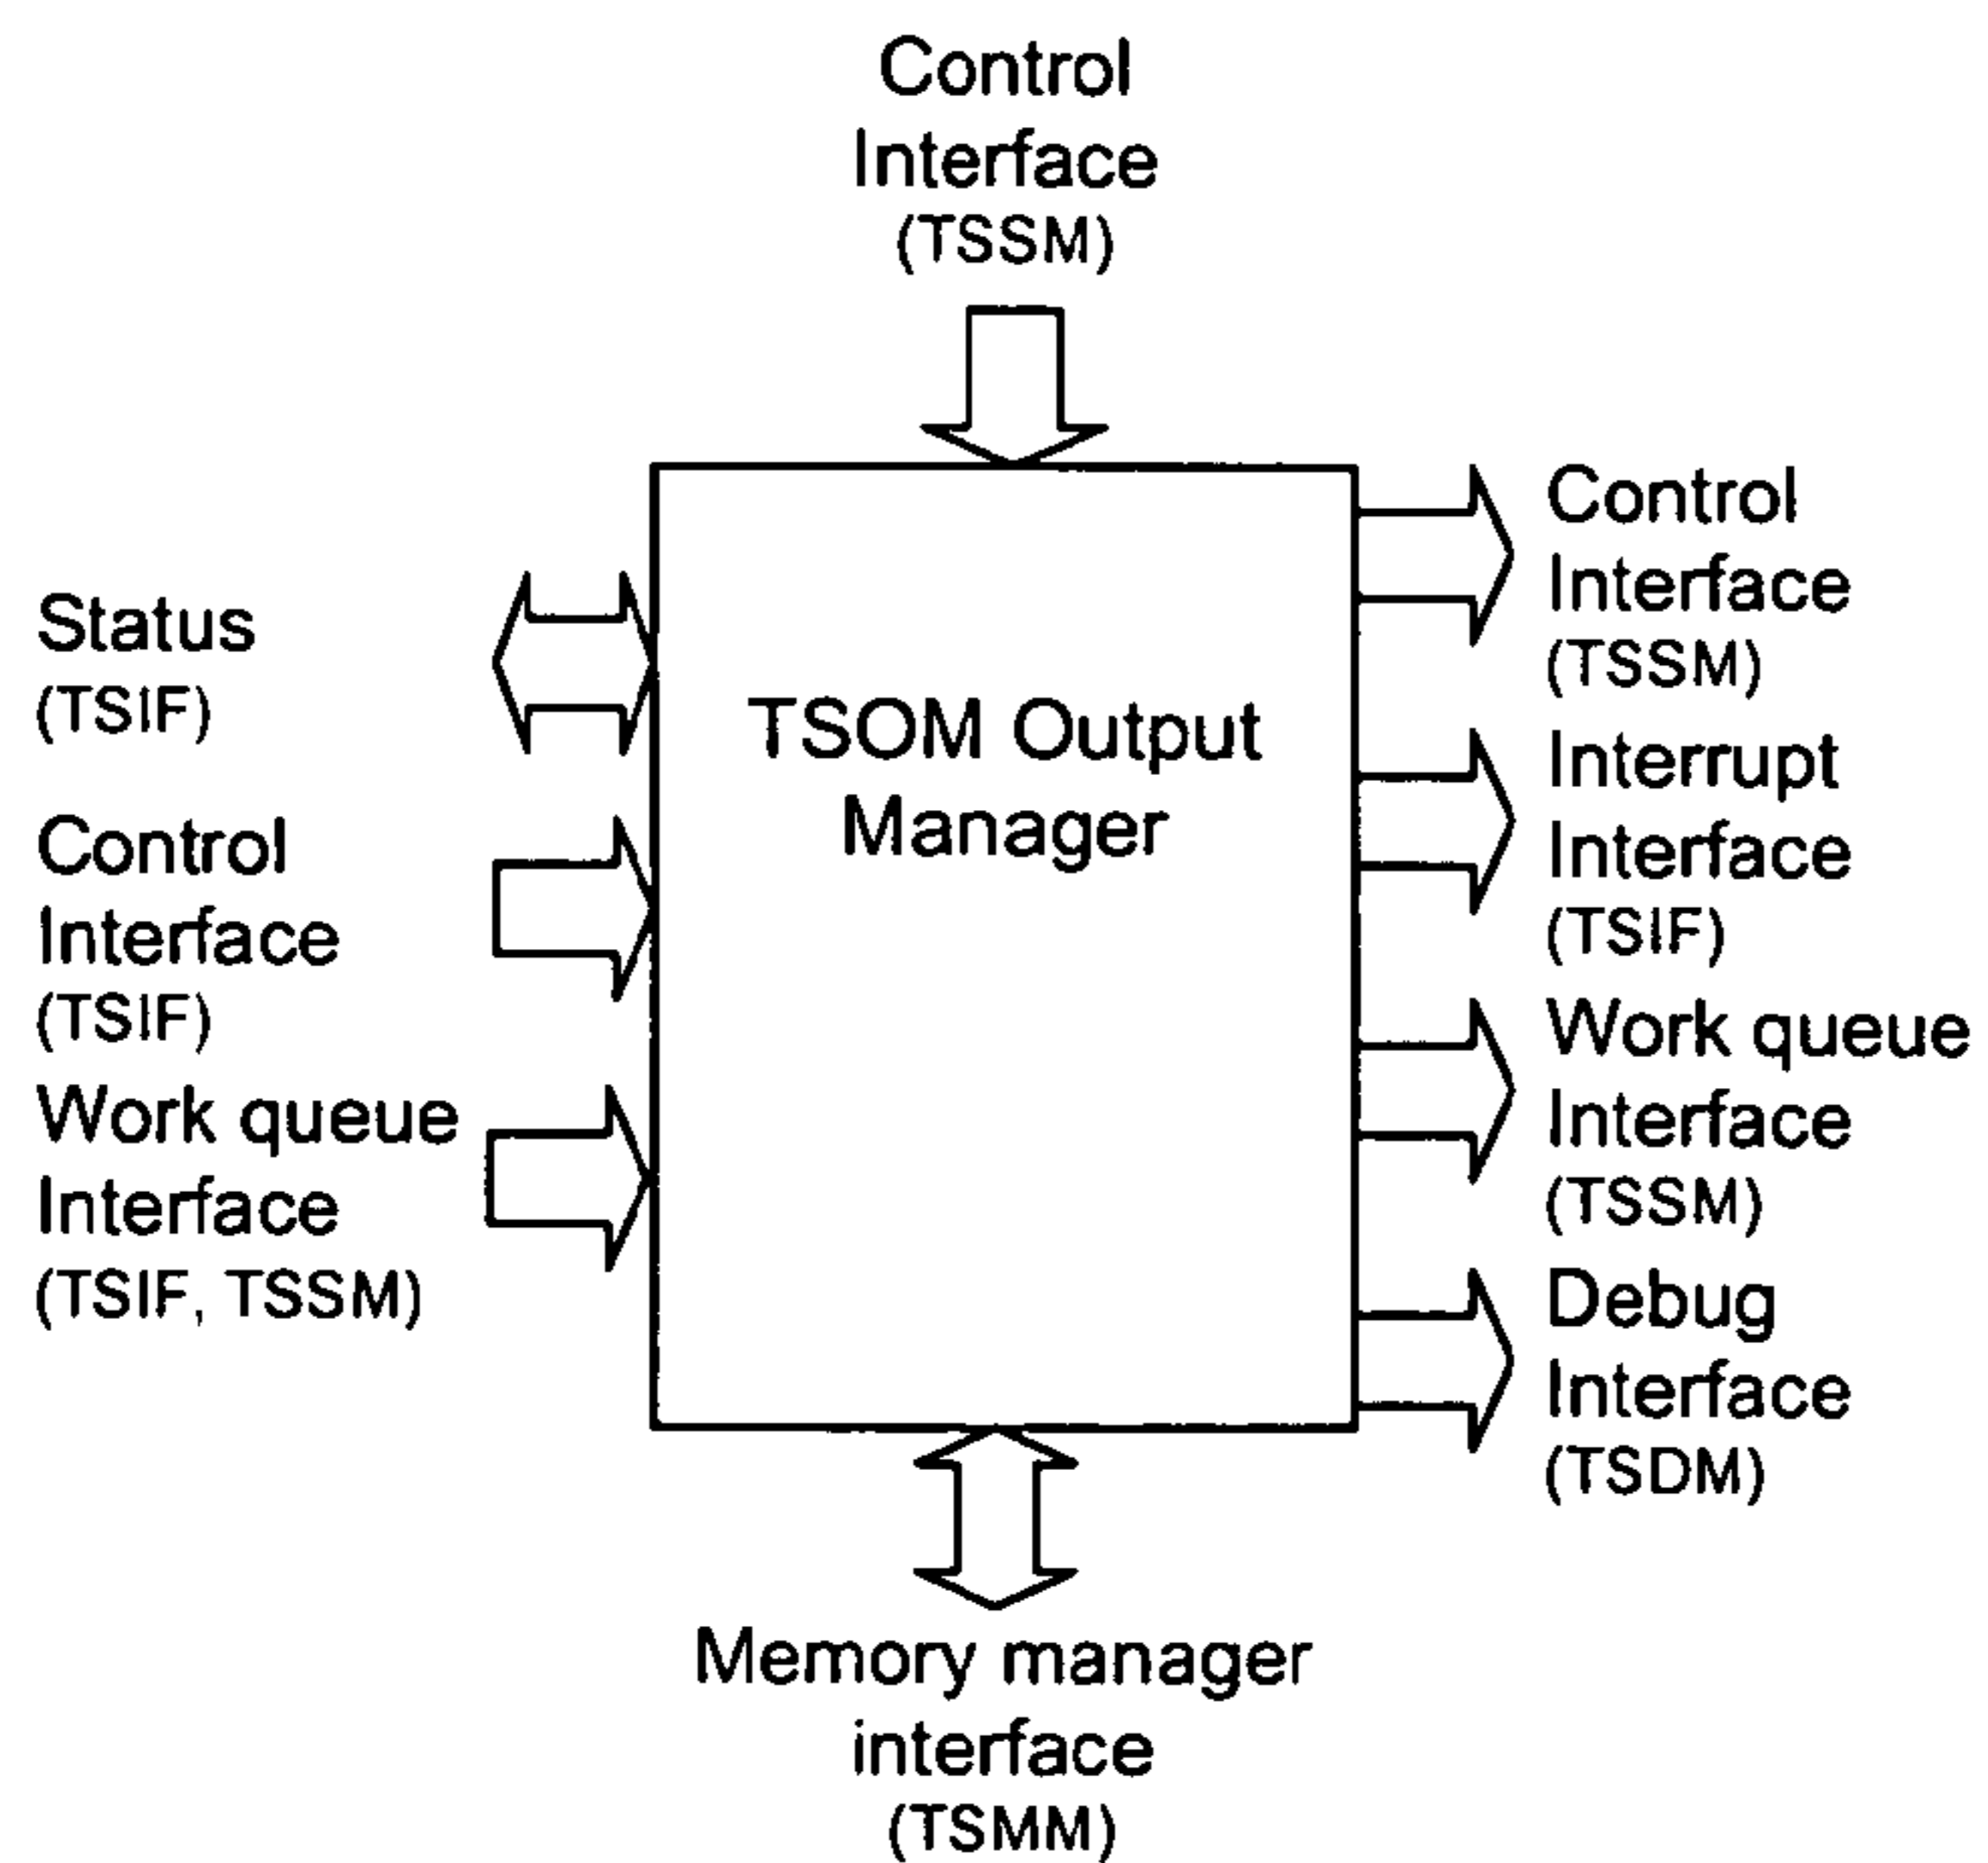 Control
Interface
(TSSM)
Status
(TSIF)
Control
Interface
(TSIF)
Work queue
Interface
(TSIF, TSSM)
TSOM Output
Manager
Control
Interface
(TSSM)
Interrupt
Interface
(TSIF)
Work queue
Interface
(TSSM)
Debug
Interface
(TSDM)
Memory manager
interface
(TSMM)